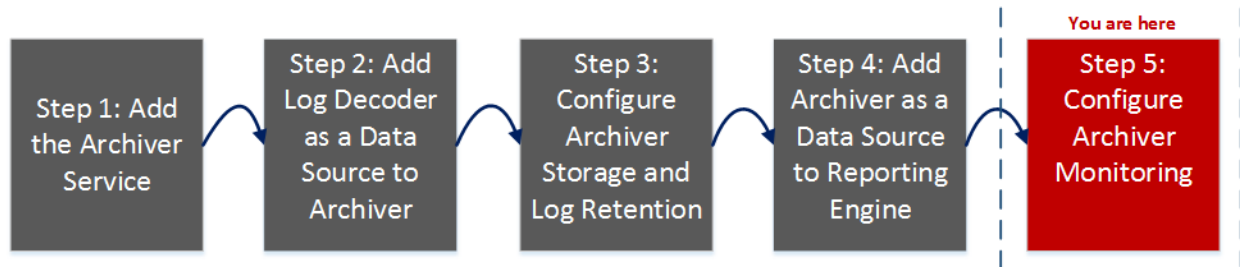 You are here
Step 1: Add
the Archiver
Service
Step 2: Add
Log Decoder
as a Data
Source to
Archiver
Step 3:
Configure
Archiver
Storage and
Log Retention
Step 4: Add
Archiver as a
Data Source
to Reporting
Engine
Step 5:
Configure
Archiver
Monitoring